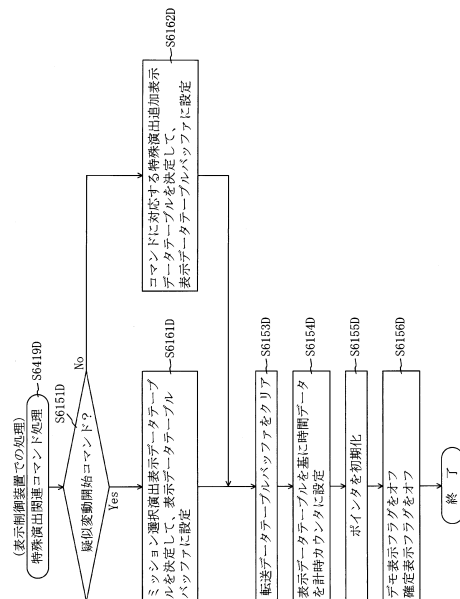 (表示制御装置での処理)
特殊演出関連コマンド処理
S6419D
S6151D
疑似変動開始コマンド?
No
Yes
ミッション選択演出表示データテーブ
ルを決定して、表示データテーブル
バッファに設定
S6161D
コマンドに対応する特殊演出追加表示
データテーブルを決定して、
表示データテーブルバッファに設定
S6162D
転送データテーブルバッファをクリア
S6153D
表示データテーブルを基に時間データ
を計時カウンタに設定
S6154D
ポインタを初期化
S6155D
デモ表示フラグをオフ
確定表示フラグをオフ
S6156D
終 了